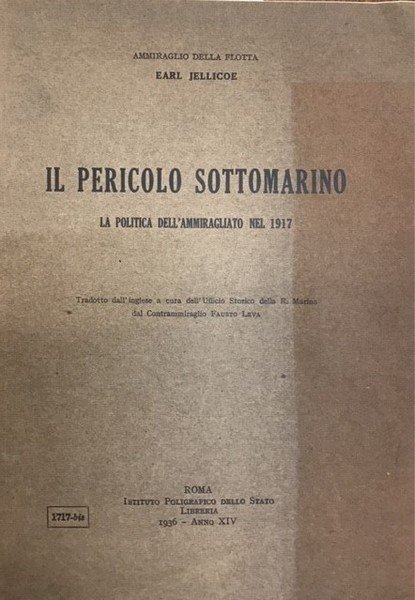 AMMIRAGLIO DELLA FLOTTA
EARL JELLICOE
IL PERICOLO SOTTOMARINO
LA POLITICA DELL'AMMIRAGLIATO NEL 1917
Tradotto dall'inglese a cura dell'Ufficio Storico della R. Marina
dal Contrammiraglio FAUSTO LEVA
ROMA
ISTITUTO POLIGRAFICO DELLO STATO
LIBRERIA
1936 - ANNO XIV
1717-bis